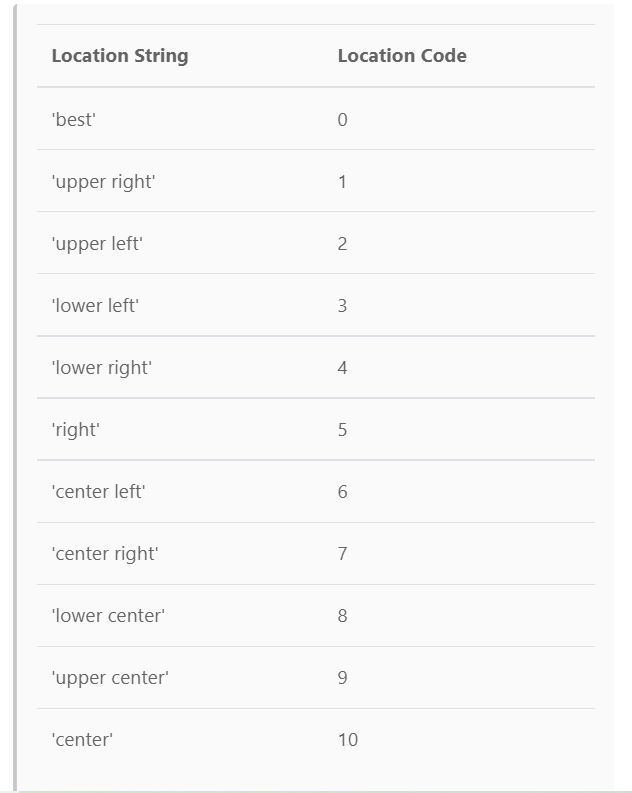 Location String Location Code
'best' 0
'upper right' 1
'upper left' 2
'lower left' 3
'lower right' 4
'right' 5
'center left' 6
'center right' 7
'lower center' 8
'upper center' 9
'center' 10